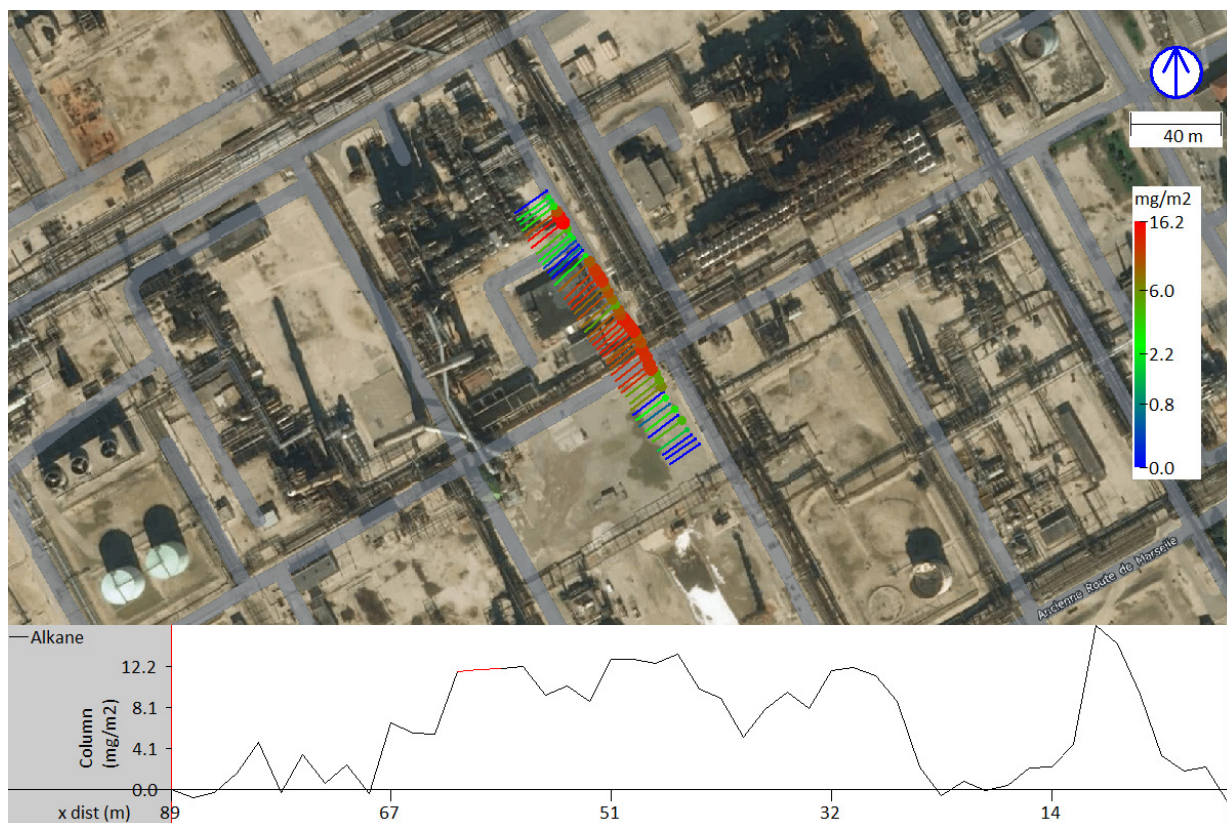 40 m
mg/m2
16.2
6.0
2.2
0.8
0.0
Ancienne Route de Marseille
Alkane
12.2
8.1
4.1
0.0
Column
(mg/m2)
x dist (m)
89
67
51
32
14